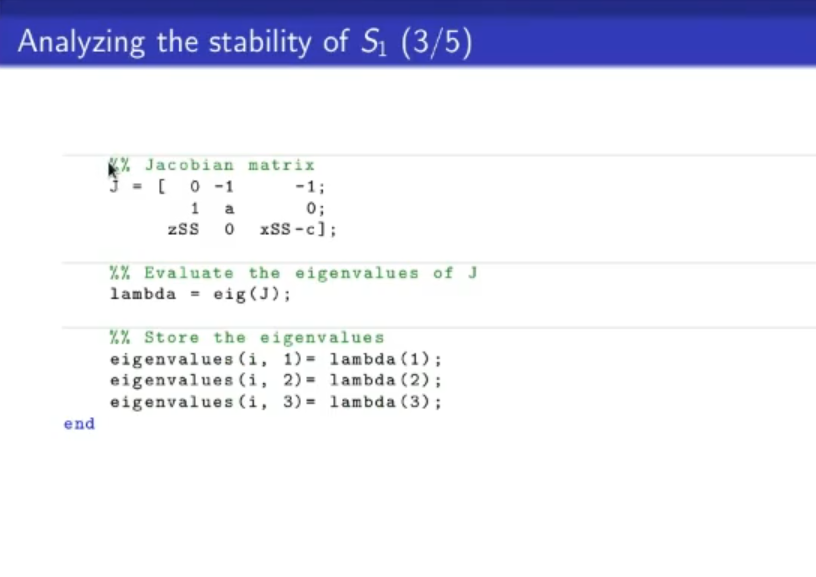 Analyzing the stability of S₁ (3/5)
%% Jacobian matrix
J = [ 0 -1 -1;
1 a 0;
zSS 0 xSS-c];
%% Evaluate the eigenvalues of J
lambda = eig(J);
%% Store the eigenvalues
eigenvalues(i, 1)= lambda(1);
eigenvalues(i, 2)= lambda(2);
eigenvalues(i, 3)= lambda(3);
end